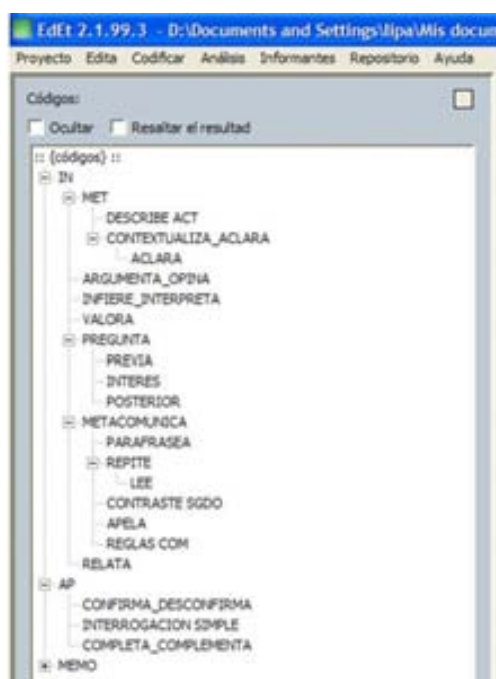 EdEt 2.1.99.3 - D:\Documents and Settings\lipa\Mis docum
Proyecto Edita Codificar Análisis Informantes Repositorio Ayuda
Códigos:
Ocultar Resaltar el resultad
:: {códigos} ::
IN
MET
DESCRIBE ACT
CONTEXTUALIZA_ACLARA
ACLARA
ARGUMENTA_OPINA
INFIERE_INTERPRETA
VALORA
PREGUNTA
PREVIA
INTERES
POSTERIOR
METACOMUNICA
PARAFRASEA
REPITE
LEE
CONTRASTE SGDO
APELA
REGLAS COM
RELATA
AP
CONFIRMA_DESCONFIRMA
INTERROGACION SIMPLE
COMPLETA_COMPLEMENTA
MEMO